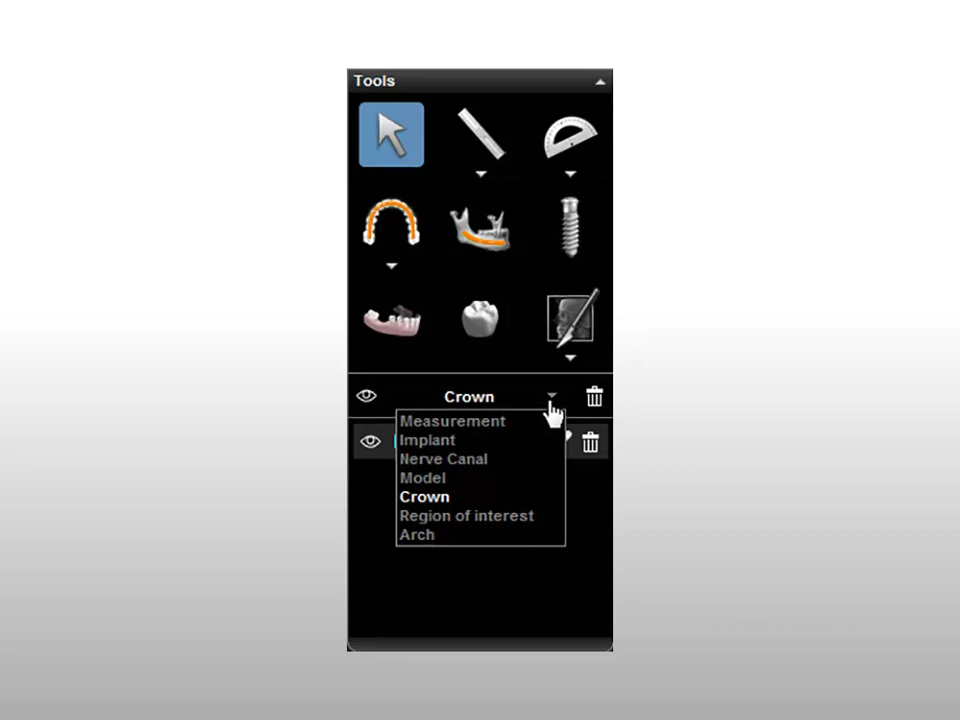 Tools
Crown
Measurement
Implant
Nerve Canal
Model
Crown
Region of interest
Arch